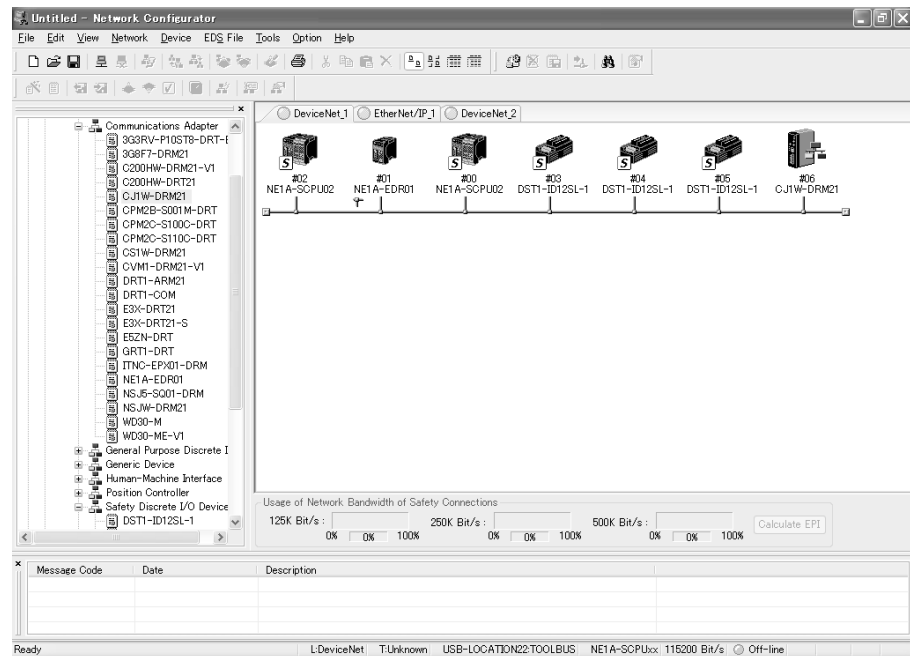 Untitled - Network Configurator
File Edit View Network Device EDS File Tools Option Help
DeviceNet_1 EtherNet/IP_1 DeviceNet_2
Communications Adapter
3G3RV-P10ST8-DRT-E
3G8F7-DRM21
C200HW-DRM21-V1
C200HW-DRT21
CJ1W-DRM21
CPM2B-S001M-DRT
CPM2C-S100C-DRT
CPM2C-S110C-DRT
CS1W-DRM21
CVM1-DRM21-V1
DRT1-ARM21
DRT1-COM
E3X-DRT21
E3X-DRT21-S
E5ZN-DRT
GRT1-DRT
ITNC-EPX01-DRM
NE1A-EDR01
NSJ5-SQ01-DRM
NSJW-DRM21
WD30-M
WD30-ME-V1
General Purpose Discrete I
Generic Device
Human-Machine Interface
Position Controller
Safety Discrete I/O Device
DST1-ID12SL-1
S S S S S
#02 #01 #00 #03 #04 #05 #06
NE1A-SCPU02 NE1A-EDR01 NE1A-SCPU02 DST1-ID12SL-1 DST1-ID12SL-1 DST1-ID12SL-1 CJ1W-DRM21
Usage of Network Bandwidth of Safety Connections
125K Bit/s : 250K Bit/s : 500K Bit/s : Calculate EPI
0% 0% 100% 0% 0% 100% 0% 0% 100%
Message Code Date Description
Ready L:DeviceNet T:Unknown USB-LOCATION22:TOOLBUS NE1A-SCPUxx 115200 Bit/s Off-line